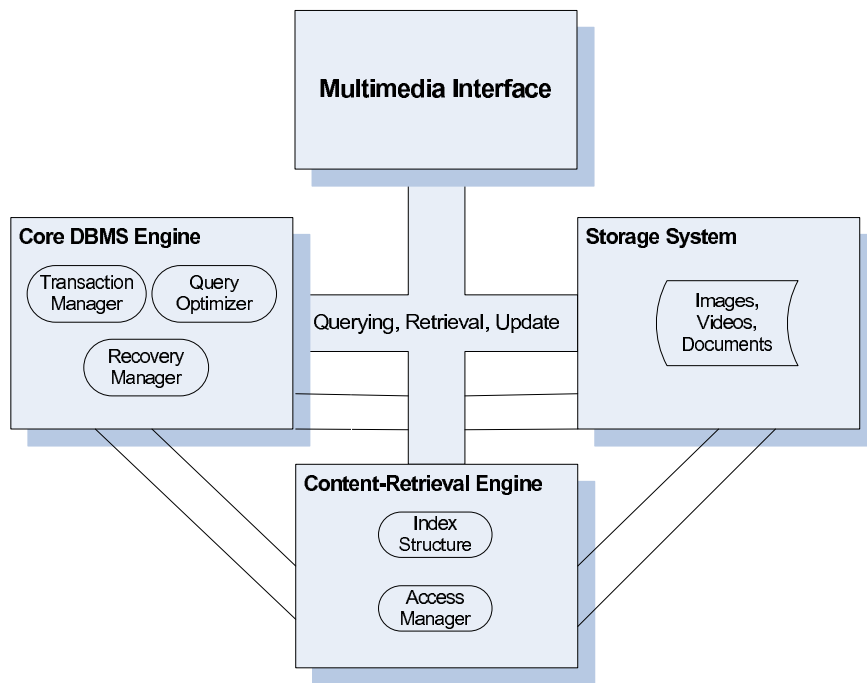 Multimedia Interface
Core DBMS Engine
Transaction
Manager
Query
Optimizer
Recovery
Manager
Storage System
Images,
Videos,
Documents
Querying, Retrieval, Update
Content-Retrieval Engine
Index
Structure
Access
Manager